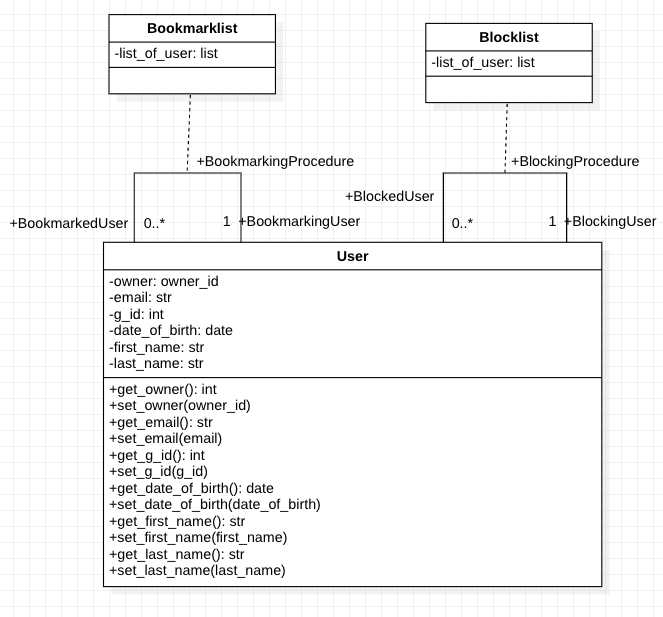 Bookmarklist
-list_of_user: list
Blocklist
-list_of_user: list
+BookmarkingProcedure
+BlockingProcedure
+BookmarkedUser
0..*
1
+BookmarkingUser
+BlockedUser
0..*
1
+BlockingUser
User
-owner: owner_id
-email: str
-g_id: int
-date_of_birth: date
-first_name: str
-last_name: str
+get_owner(): int
+set_owner(owner_id)
+get_email(): str
+set_email(email)
+get_g_id(): int
+set_g_id(g_id)
+get_date_of_birth(): date
+set_date_of_birth(date_of_birth)
+get_first_name(): str
+set_first_name(first_name)
+get_last_name(): str
+set_last_name(last_name)